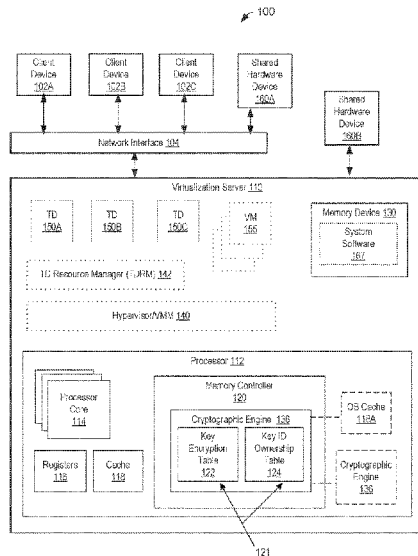 100
Client
Device
102A
Client
Device
102B
Client
Device
102C
Shared
Hardware
Device
160A
Shared
Hardware
Device
160B
Network Interface 104
Virtualization Server 110
TD
150A
TD
150B
TD
150C
VM
155
Memory Device 130
System
Software
167
TD Resource Manager (TDRM) 142
Hypervisor/VMM 140
Processor 112
Processor
Core
114
Memory Controller
120
Cryptographic Engine 136
Key
Encryption
Table
122
Key ID
Ownership
Table
124
OB Cache
118A
Registers
116
Cache
118
Cryptographic
Engine
136
121